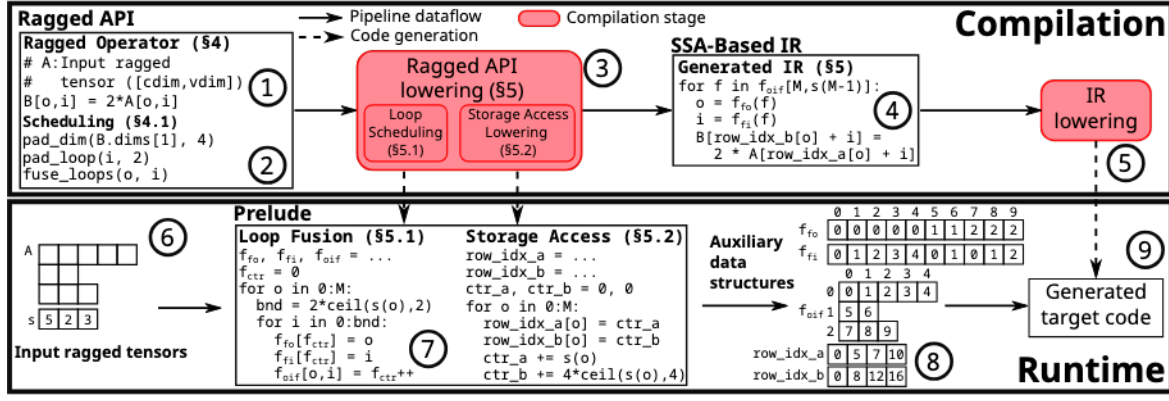 Ragged API
Pipeline dataflow
Code generation
Compilation stage
Compilation
Ragged Operator (§4)
# A:Input ragged
#   tensor ([cdim,vdim])
B[o,i] = 2*A[o,i]
1
Scheduling (§4.1)
pad_dim(B.dims[1], 4)
pad_loop(i, 2)
fuse_loops(o, i)
2
Ragged API
lowering (§5)
3
Loop
Scheduling
(§5.1)
Storage Access
Lowering
(§5.2)
SSA-Based IR
Generated IR (§5)
for f in foif[M,s(M-1)]:
o = ffo(f)
i = ffi(f)
B[row_idx_b[o] + i] =
2 * A[row_idx_a[o] + i]
4
IR
lowering
5
6
A
s 5 2 3
Input ragged tensors
Prelude
Loop Fusion (§5.1)
ffo, ffi, foif = ...
fctr = 0
for o in 0:M:
bnd = 2*ceil(s(o),2)
for i in 0:bnd:
ffo[fctr] = o
ffi[fctr] = i
foif[o,i] = fctr++
7
Storage Access (§5.2)
row_idx_a = ...
row_idx_b = ...
ctr_a, ctr_b = 0, 0
for o in 0:M:
row_idx_a[o] = ctr_a
row_idx_b[o] = ctr_b
ctr_a += s(o)
ctr_b += 4*ceil(s(o),4)
Auxiliary
data
structures
0 1 2 3 4 5 6 7 8 9
ffo 0 0 0 0 0 1 1 2 2 2
ffi 0 1 2 3 4 0 1 0 1 2
0 1 2 3 4
0 0 1 2 3 4
foif 1 5 6
2 7 8 9
row_idx_a 0 5 7 10
row_idx_b 0 8 12 16
8
9
Generated
target code
Runtime